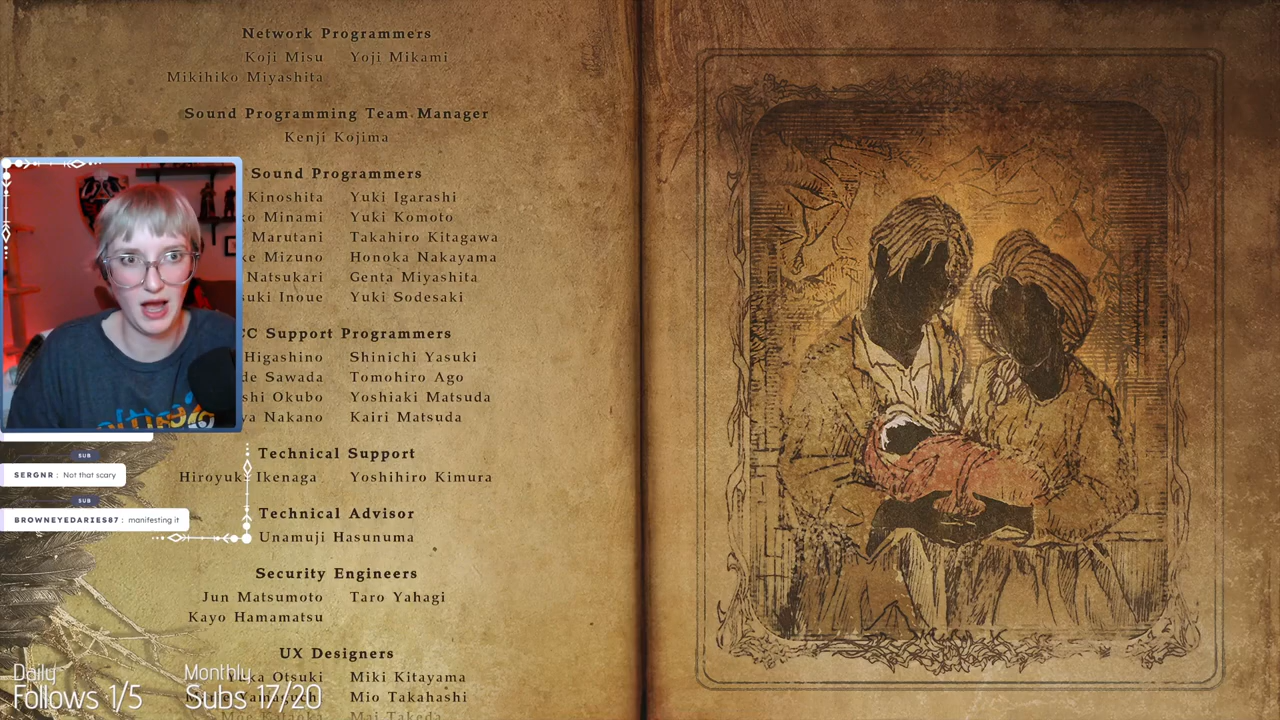 Network Programmers
Koji Misu Yoji Mikami
Mikihiko Miyashita
Sound Programming Team Manager
Kenji Kojima
Sound Programmers
Kinoshita Yuki Igarashi
Minami Yuki Komoto
Marutani Takahiro Kitagawa
Mizuno Honoka Nakayama
Natsukari Genta Miyashita
Inoue Yuki Sodesaki
Support Programmers
Higashino Shinichi Yasuki
Sawada Tomohiro Ago
Okubo Yoshiaki Matsuda
Nakano Kairi Matsuda
Technical Support
Ikenaga Yoshihiro Kimura
Technical Advisor
Unamuji Hasunuma
Security Engineers
Jun Matsumoto Taro Yahagi
Kayo Hamamatsu
UX Designers
Otsuki Miki Kitayama
Mio Takahashi
Mai Takeda
SUB
SERGNR : Not that scary
SUB
BROWNEYEDARIES87 : manifesting it
Daily
Follows 1/5
Monthly
Subs 17/20